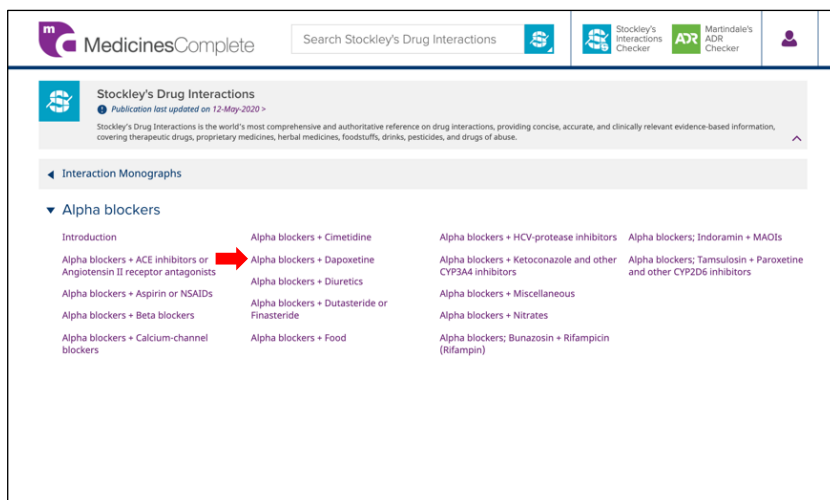 mc MedicinesComplete
Search Stockley's Drug Interactions
Stockley's
Interactions
Checker
ADR
Martindale's
ADR
Checker
Stockley's Drug Interactions
Publication last updated on 12-May-2020 >
Stockley's Drug Interactions is the world's most comprehensive and authoritative reference on drug interactions, providing concise, accurate, and clinically relevant evidence-based information,
covering therapeutic drugs, proprietary medicines, herbal medicines, foodstuffs, drinks, pesticides, and drugs of abuse.
Interaction Monographs
Alpha blockers
Introduction
Alpha blockers + ACE inhibitors or
Angiotensin II receptor antagonists
Alpha blockers + Aspirin or NSAIDs
Alpha blockers + Beta blockers
Alpha blockers + Calcium-channel
blockers
Alpha blockers + Cimetidine
Alpha blockers + Dapoxetine
Alpha blockers + Diuretics
Alpha blockers + Dutasteride or
Finasteride
Alpha blockers + Food
Alpha blockers + HCV-protease inhibitors
Alpha blockers + Ketoconazole and other
CYP3A4 inhibitors
Alpha blockers + Miscellaneous
Alpha blockers + Nitrates
Alpha blockers; Bunazosin + Rifampicin
(Rifampin)
Alpha blockers; Indoramin + MAOIs
Alpha blockers; Tamsulosin + Paroxetine
and other CYP2D6 inhibitors